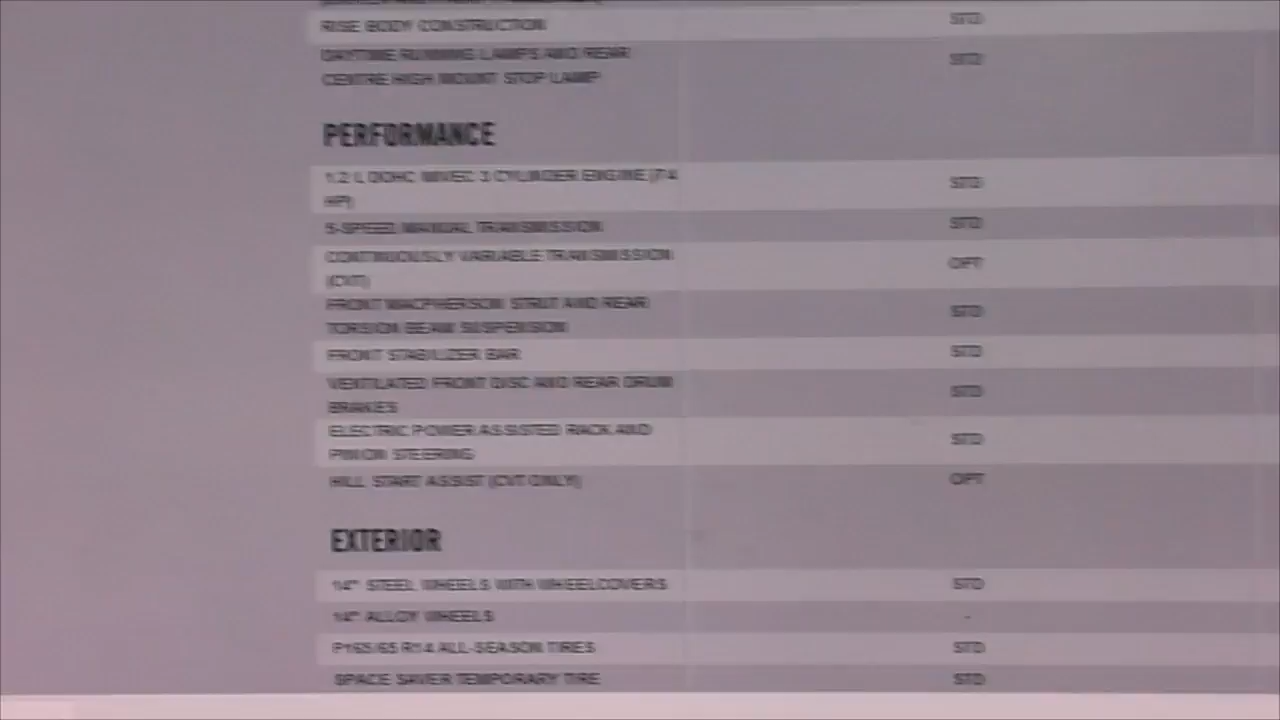 RISE BODY CONSTRUCTION STD
DAYTIME RUNNING LAMPS AND REAR STD
CENTRE HIGH MOUNT STOP LAMP
PERFORMANCE
1.2 L DOHC MIVEC 3 CYLINDER ENGINE (74 STD
HP)
5-SPEED MANUAL TRANSMISSION STD
CONTINUOUSLY VARIABLE TRANSMISSION OPT
(CVT)
FRONT MACPHERSON STRUT AND REAR STD
TORSION BEAM SUSPENSION
FRONT STABILIZER BAR STD
VENTILATED FRONT DISC AND REAR DRUM STD
BRAKES
ELECTRIC POWER ASSISTED RACK AND STD
PINION STEERING
HILL START ASSIST (CVT ONLY) OPT
EXTERIOR
14" STEEL WHEELS WITH WHEELCOVERS STD
14" ALLOY WHEELS -
P165/65 R14 ALL-SEASON TIRES STD
SPACE SAVER TEMPORARY TIRE STD